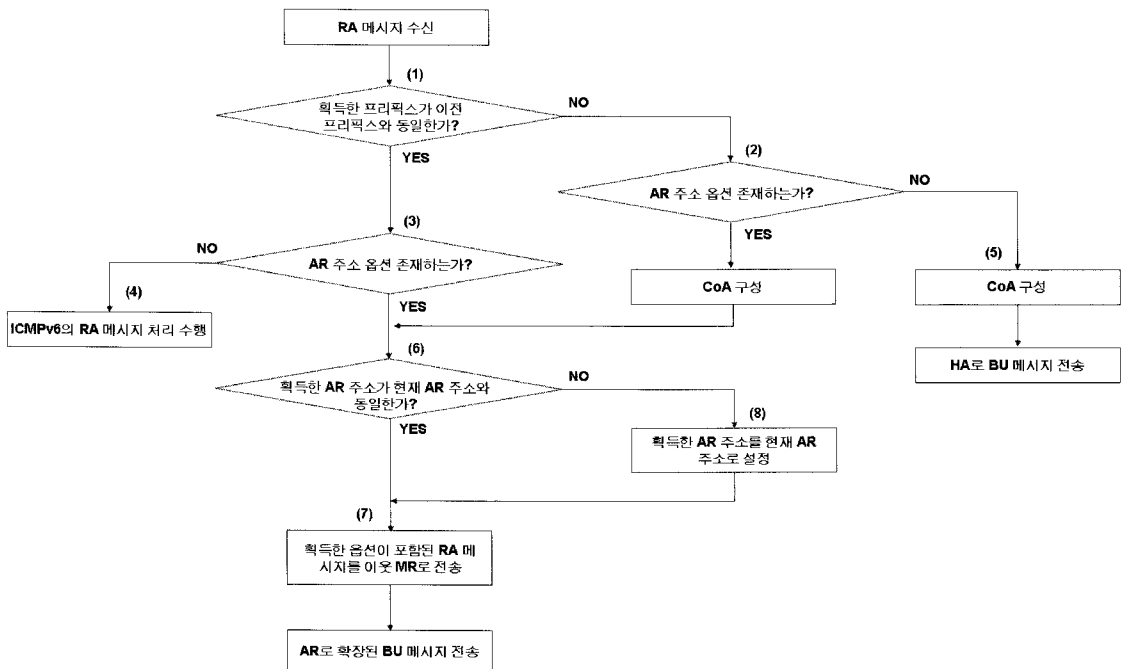 RA 메시지 수신
(1)
획득한 프리픽스가 이전
프리픽스와 동일한가?
NO
YES
(2)
AR 주소 옵션 존재하는가?
NO
YES
(3)
AR 주소 옵션 존재하는가?
NO
YES
(4)
ICMPv6의 RA 메시지 처리 수행
CoA 구성
(5)
CoA 구성
HA로 BU 메시지 전송
(6)
획득한 AR 주소가 현재 AR 주소와
동일한가?
NO
YES
(8)
획득한 AR 주소를 현재 AR
주소로 설정
(7)
획득한 옵션이 포함된 RA 메
시지를 이웃 MR로 전송
AR로 확장된 BU 메시지 전송